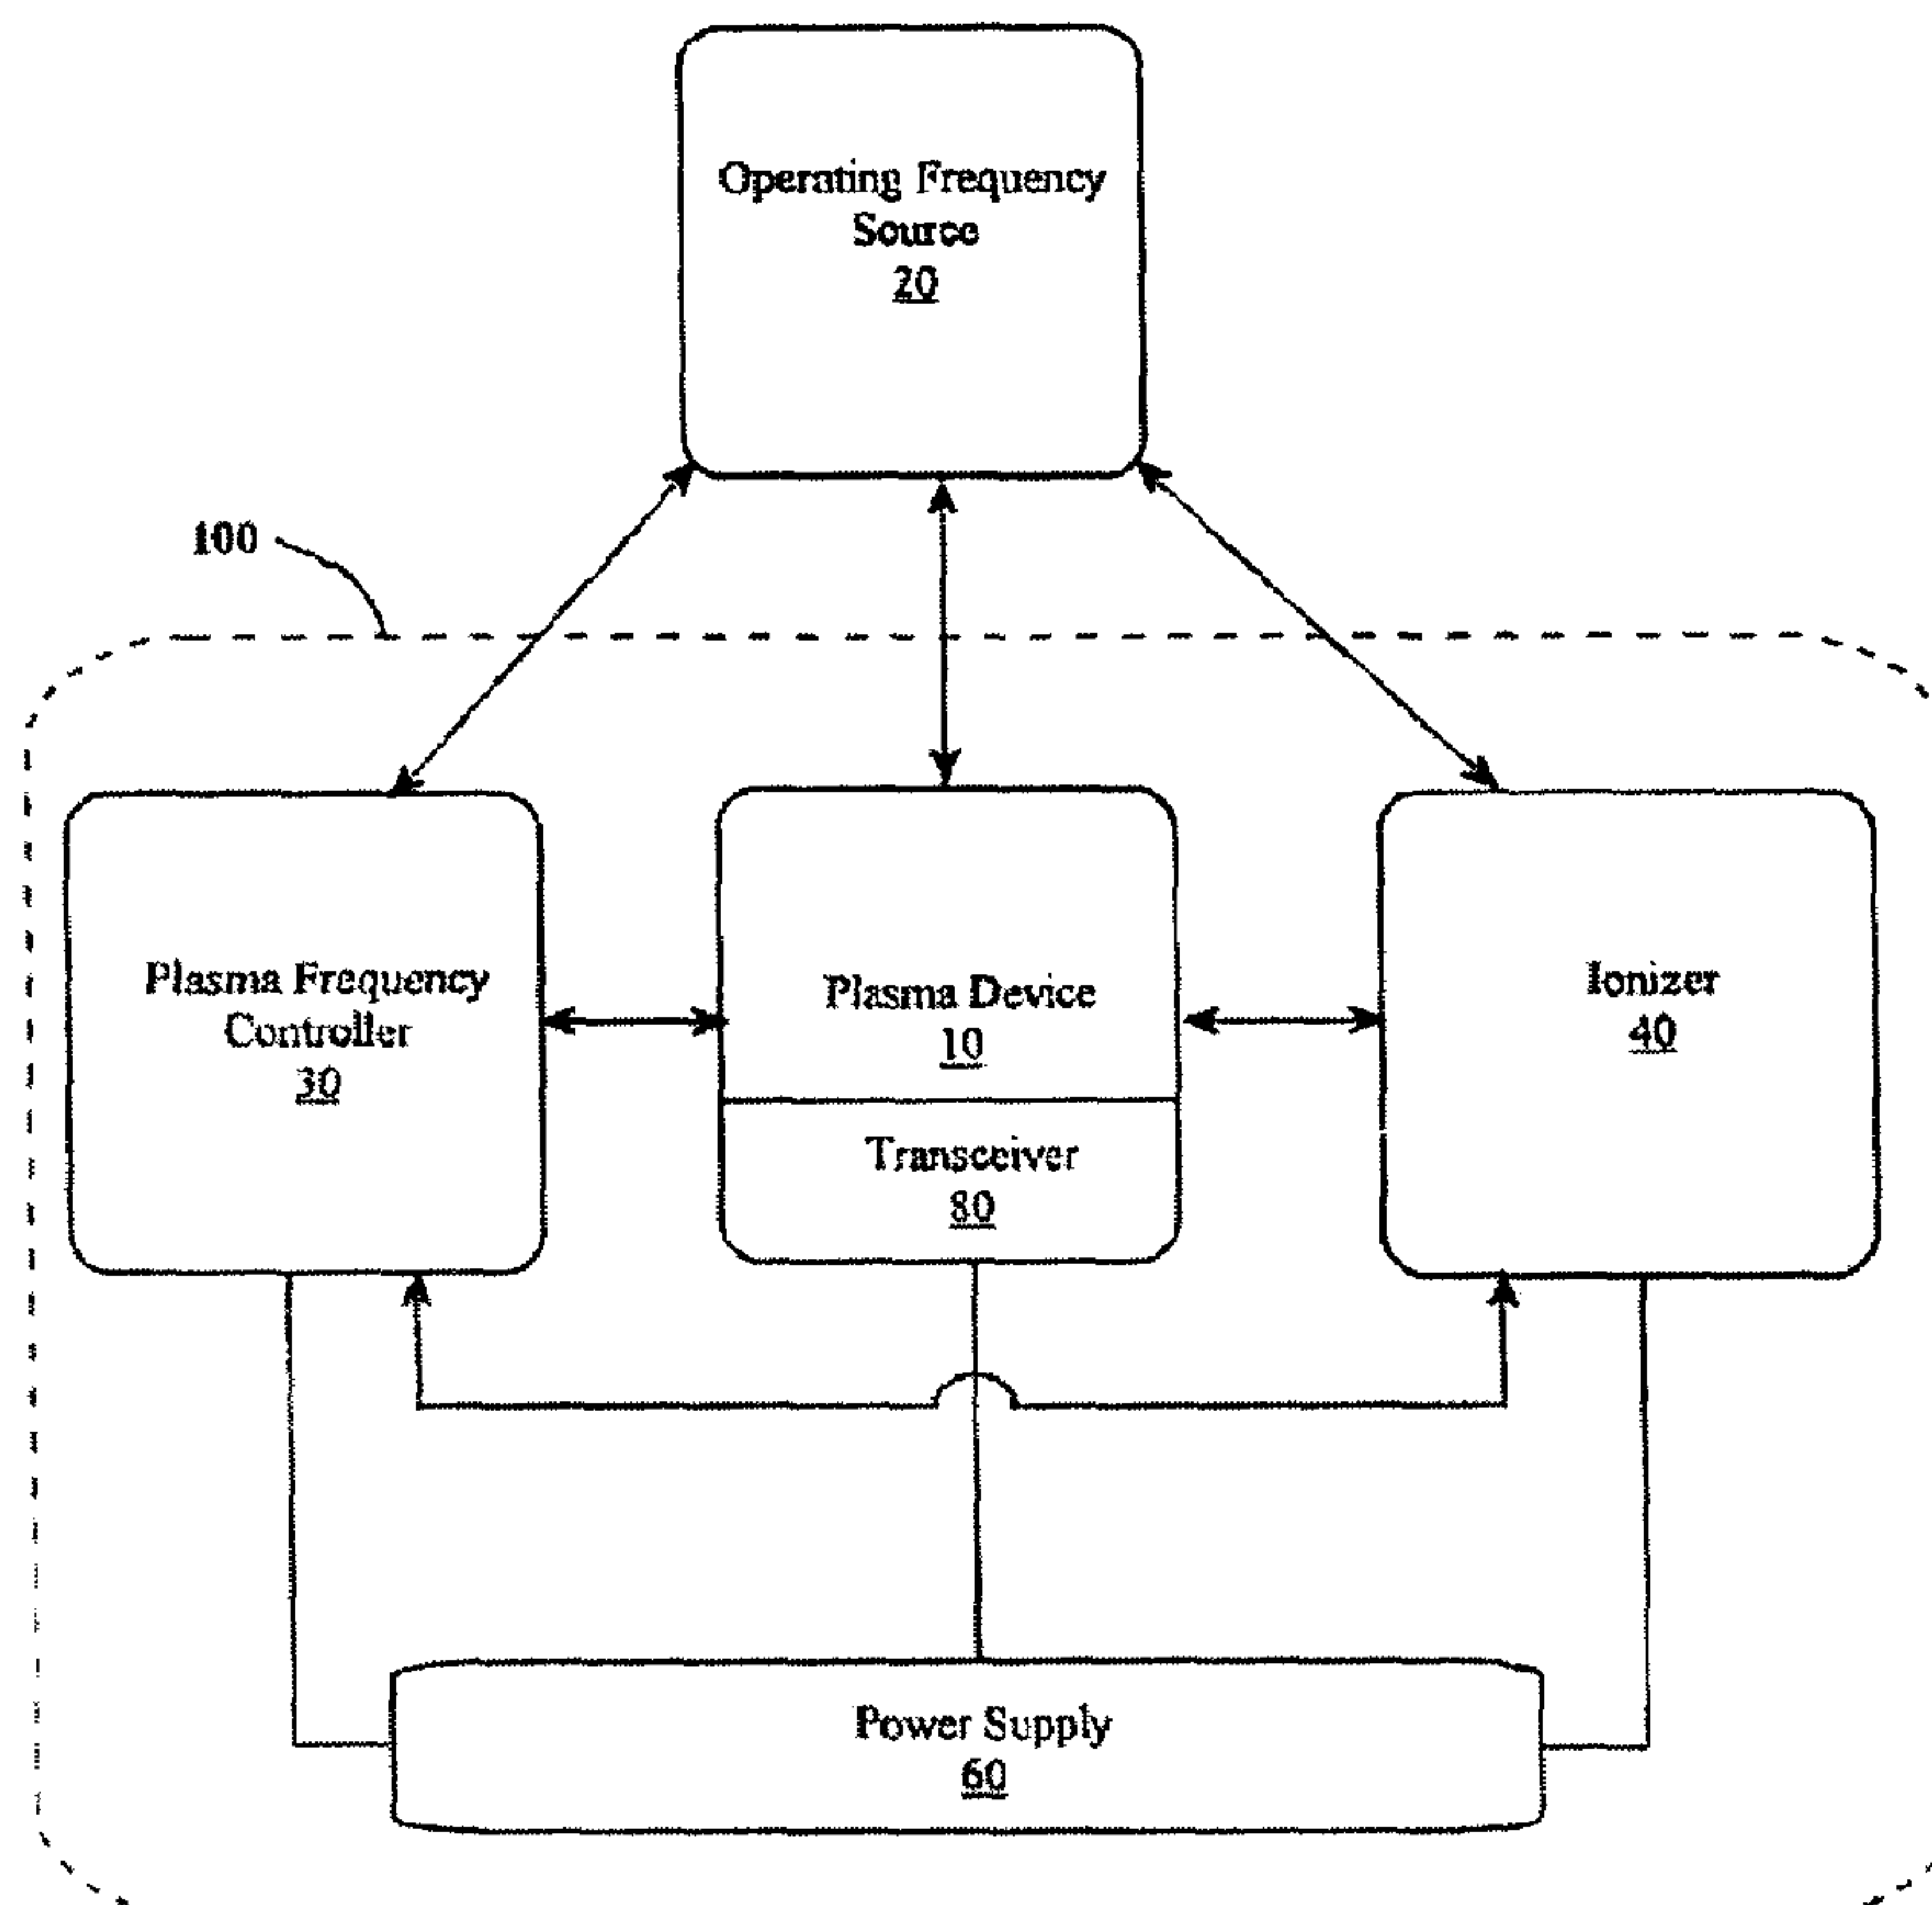 Operating Frequency
Source
20
100
Plasma Frequency
Controller
30
Plasma Device
10
Transceiver
80
Ionizer
40
Power Supply
60